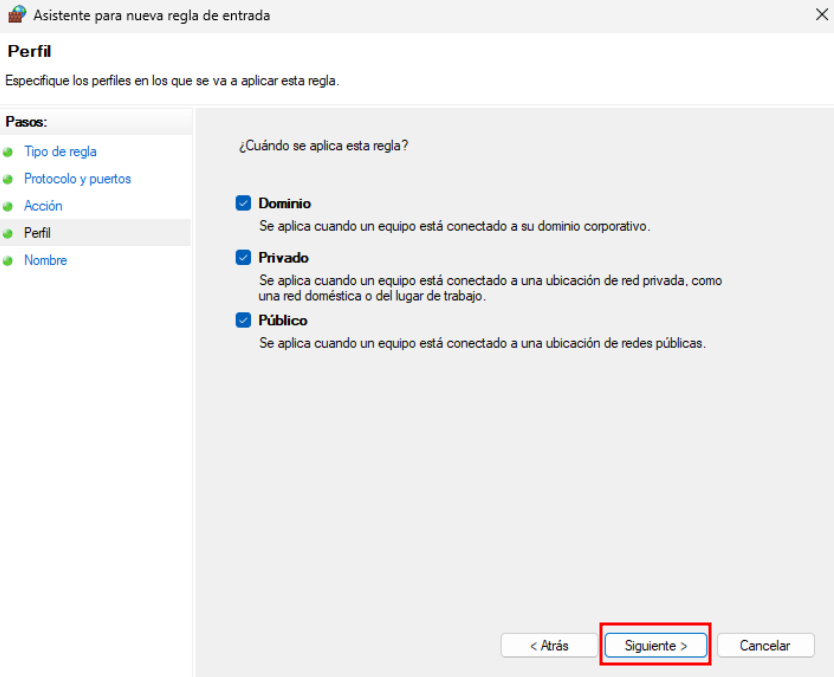 Asistente para nueva regla de entrada
Perfil
Especifique los perfiles en los que se va a aplicar esta regla.
Pasos:
Tipo de regla
Protocolo y puertos
Acción
Perfil
Nombre
¿Cuándo se aplica esta regla?
Dominio
Se aplica cuando un equipo está conectado a su dominio corporativo.
Privado
Se aplica cuando un equipo está conectado a una ubicación de red privada, como
una red doméstica o del lugar de trabajo.
Público
Se aplica cuando un equipo está conectado a una ubicación de redes públicas.
< Atrás
Siguiente >
Cancelar